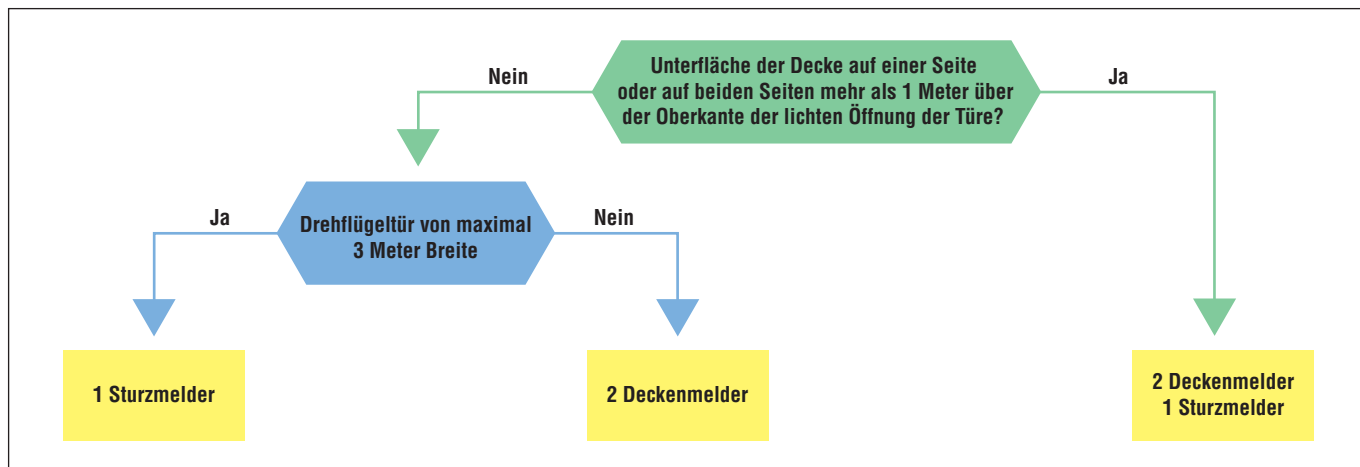 Nein
Unterfläche der Decke auf einer Seite
oder auf beiden Seiten mehr als 1 Meter über
der Oberkante der lichten Öffnung der Türe?
Ja
Ja
Drehflügeltür von maximal
3 Meter Breite
Nein
1 Sturzmelder
2 Deckenmelder
2 Deckenmelder
1 Sturzmelder